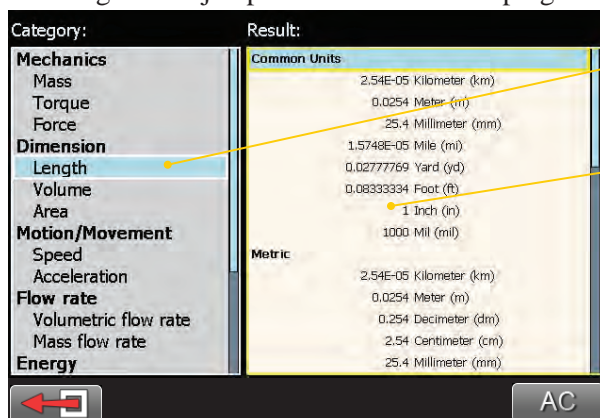 Category:
Mechanics
Mass
Torque
Force
Dimension
Length
Volume
Area
Motion/Movement
Speed
Acceleration
Flow rate
Volumetric flow rate
Mass flow rate
Energy
Result:
Common Units
2.54E-05 Kilometer (km)
0.0254 Meter (m)
25.4 Millimeter (mm)
1.5748E-05 Mile (mi)
0.02777769 Yard (yd)
0.08333334 Foot (ft)
1 Inch (in)
1000 Mil (mil)
Metric
2.54E-05 Kilometer (km)
0.0254 Meter (m)
0.254 Decimeter (dm)
2.54 Centimeter (cm)
25.4 Millimeter (mm)
AC